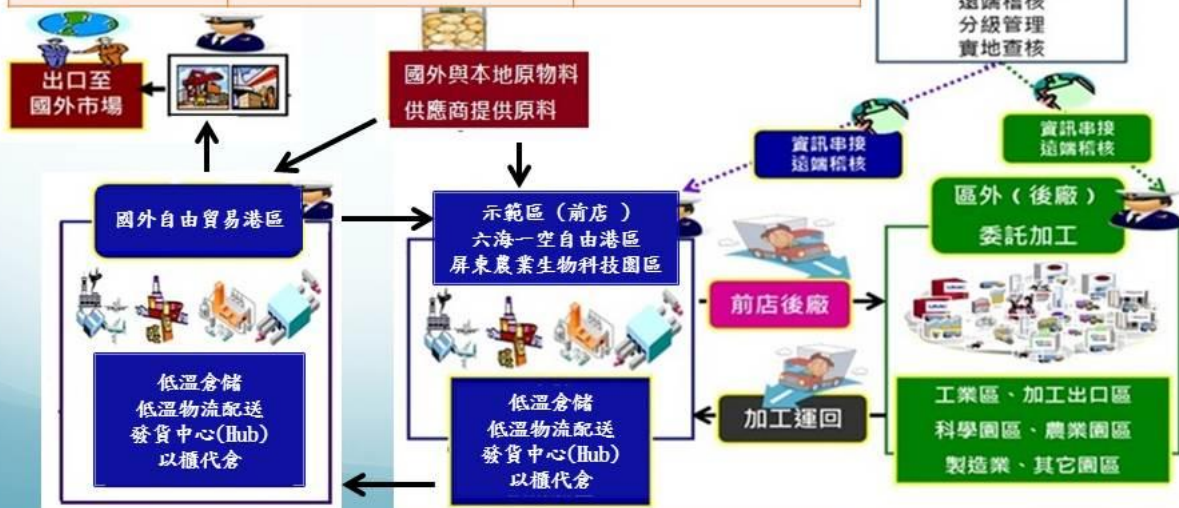 遠端稽核
分級管理
實地查核
出口至
國外市場
國外與本地原物料
供應商提供原料
資訊串接
遠端稽核
資訊串接
遠端稽核
國外自由貿易港區
示範區（前店 ）
六海一空自由港區
屏東農業生物科技園區
區外（後廠）
委託加工
前店後廠
低溫倉儲
低溫物流配送
發貨中心(Hub)
以櫃代倉
低溫倉儲
低溫物流配送
發貨中心(Hub)
以櫃代倉
加工運回
工業區、加工出口區
科學園區、農業園區
製造業、其它園區